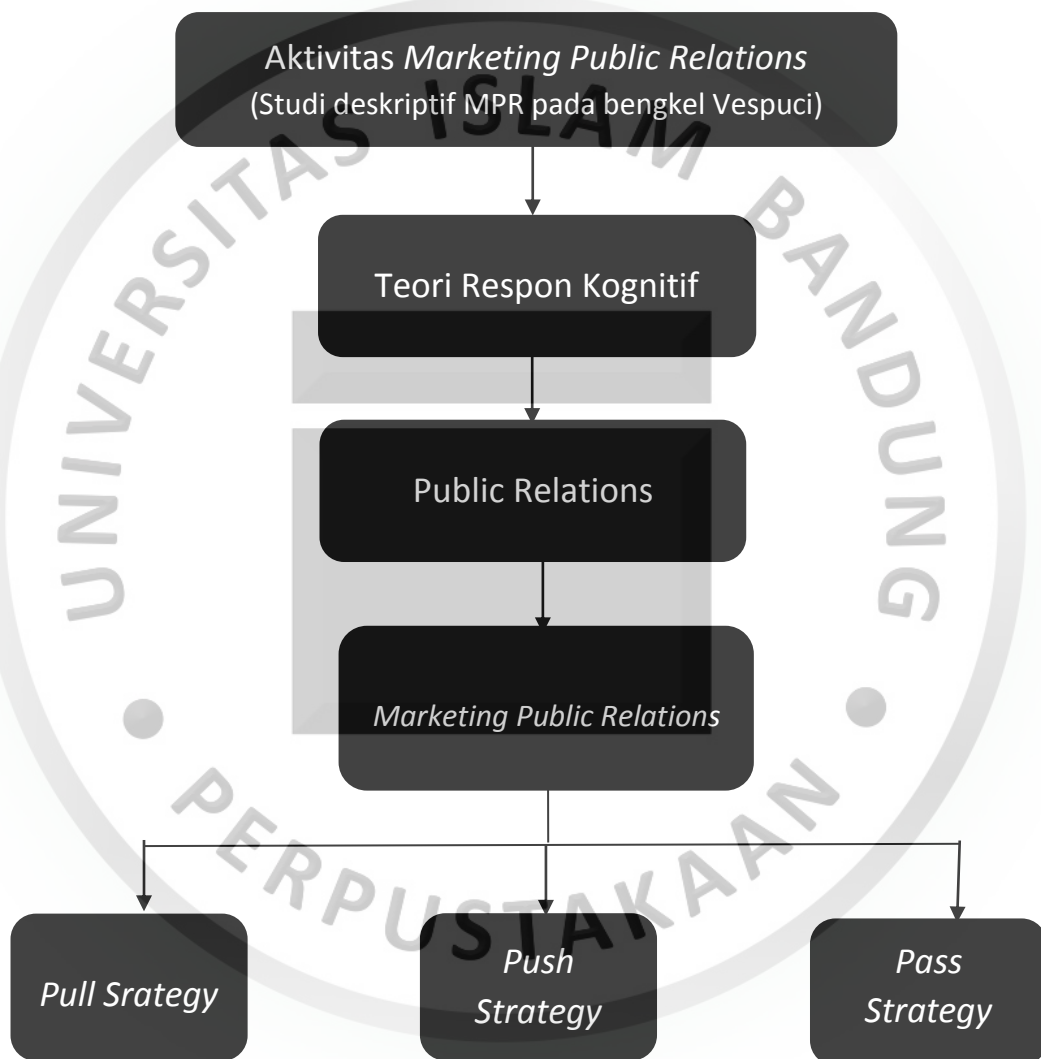 Aktivitas Marketing Public Relations
(Studi deskriptif MPR pada bengkel Vespuci)
UNIVERSITAS ISLAM BANDUNG
Teori Respon Kognitif
Public Relations
Marketing Public Relations
PERPUSTAKAAN
Pull Srategy
Push
Strategy
Pass
Strategy